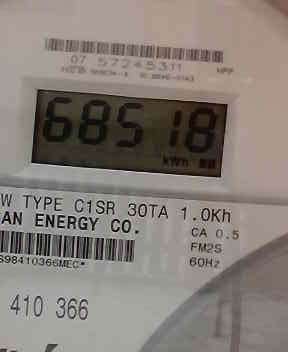 07 57245311
68518
kWh
W TYPE C1SR 30TA 1.0Kh
AN ENERGY CO.
CA 0.5
FM2S
S98410366MEC*
60Hz
410 366